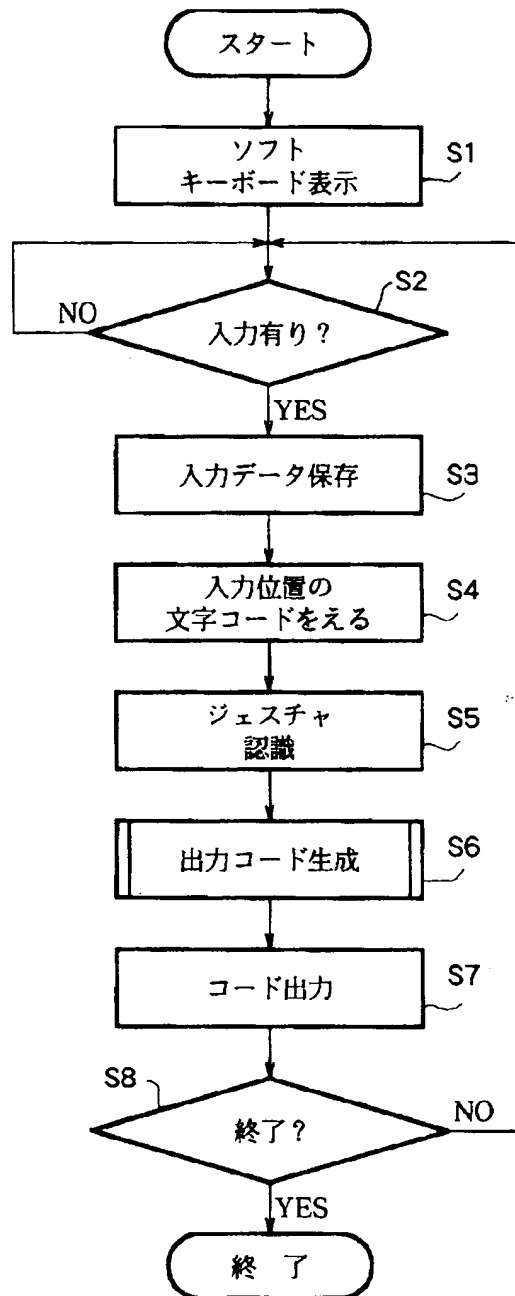 スタート
ソフト
キーボード表示
S1
S2
NO
入力有り?
YES
入力データ保存
S3
入力位置の
文字コードをえる
S4
ジェスチャ
認識
S5
出力コード生成
S6
コード出力
S7
S8
終了?
NO
YES
終 了